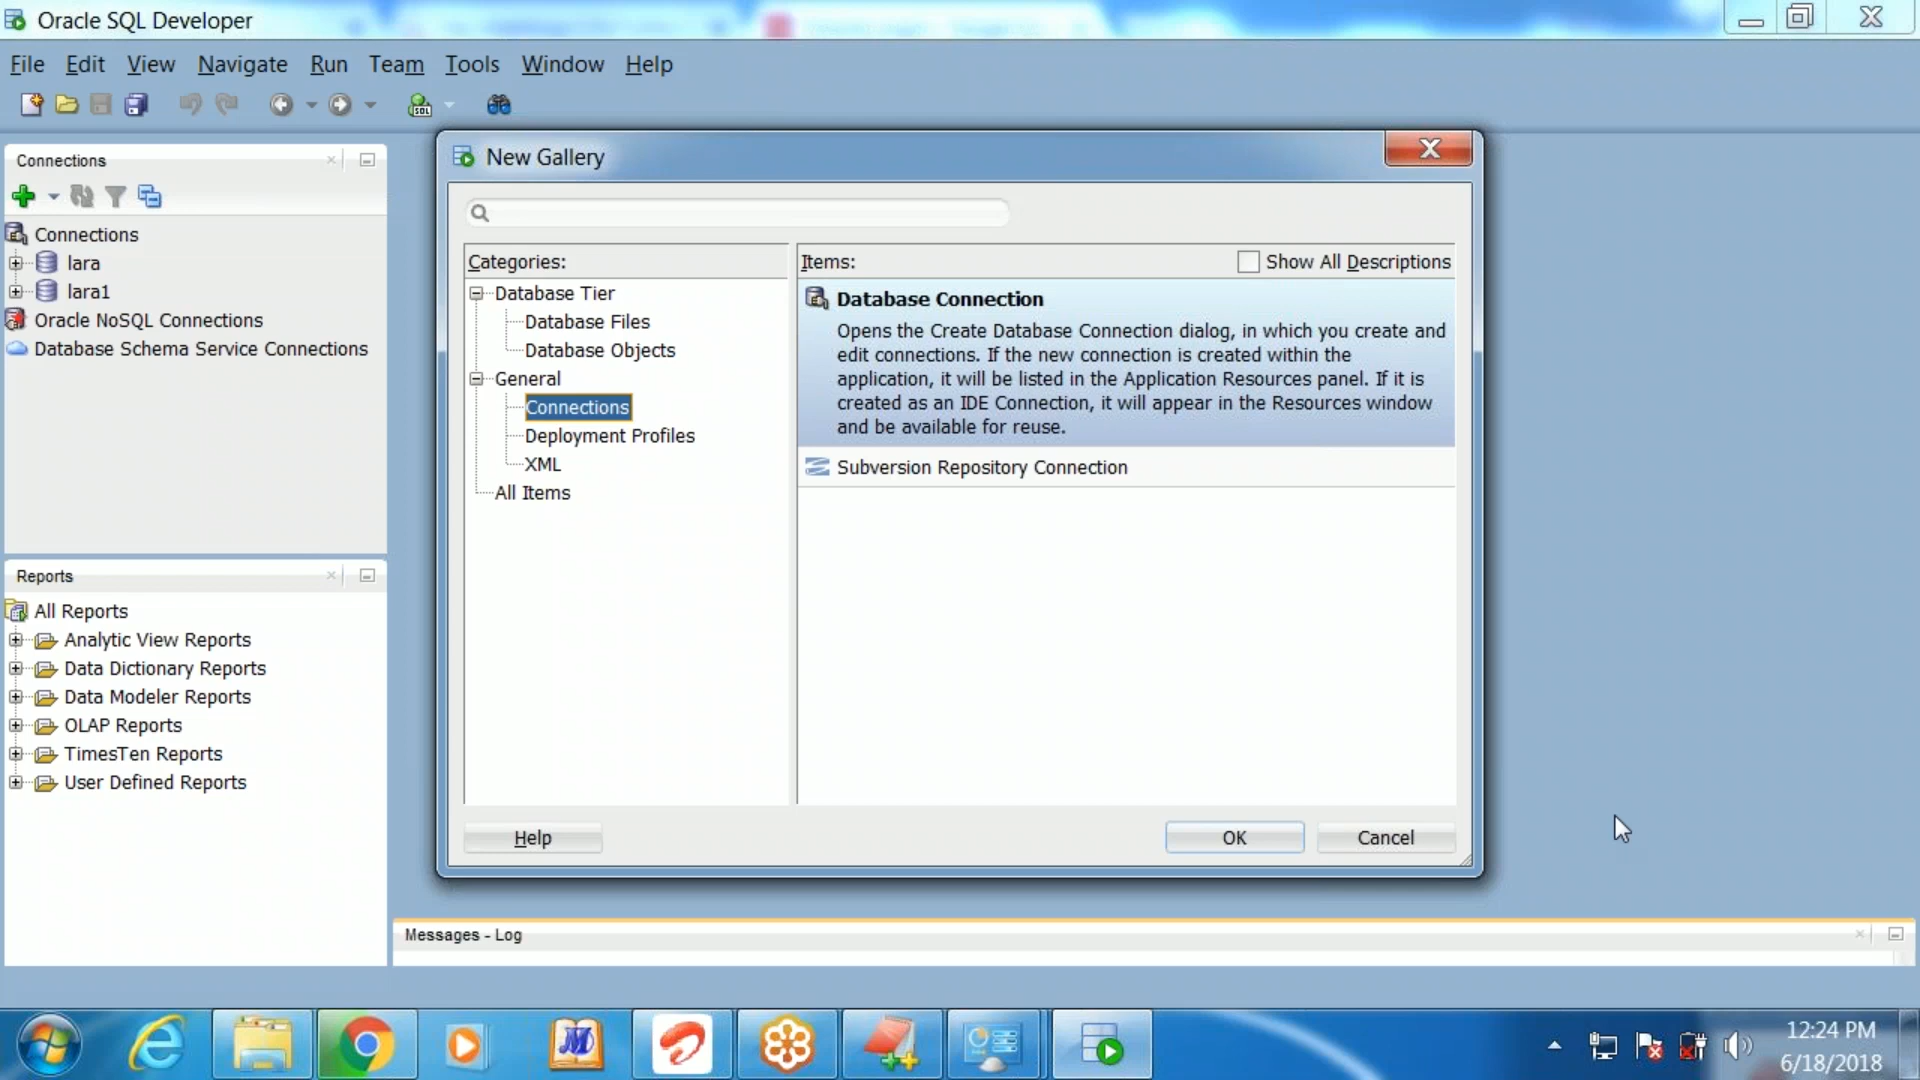 Oracle SQL Developer
File Edit View Navigate Run Team Tools Window Help
SQL
Connections
Connections
lara
lara1
Oracle NoSQL Connections
Database Schema Service Connections
Reports
All Reports
Analytic View Reports
Data Dictionary Reports
Data Modeler Reports
OLAP Reports
TimesTen Reports
User Defined Reports
New Gallery
Categories:
Database Tier
Database Files
Database Objects
General
Connections
Deployment Profiles
XML
All Items
Items:
Show All Descriptions
Database Connection
Opens the Create Database Connection dialog, in which you create and
edit connections. If the new connection is created within the
application, it will be listed in the Application Resources panel. If it is
created as an IDE Connection, it will appear in the Resources window
and be available for reuse.
Subversion Repository Connection
Help
OK
Cancel
Messages - Log
12:24 PM
6/18/2018